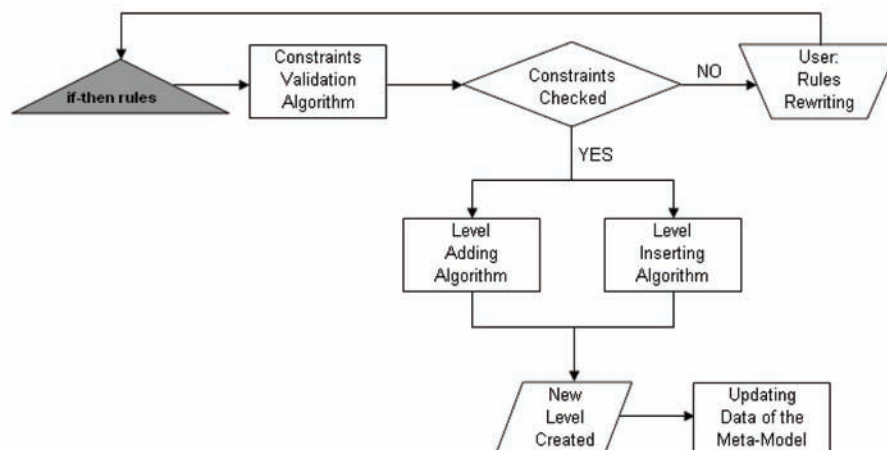 if-then rules
Constraints
Validation
Algorithm
Constraints
Checked
NO
User:
Rules
Rewriting
YES
Level
Adding
Algorithm
Level
Inserting
Algorithm
New
Level
Created
Updating
Data of the
Meta-Model